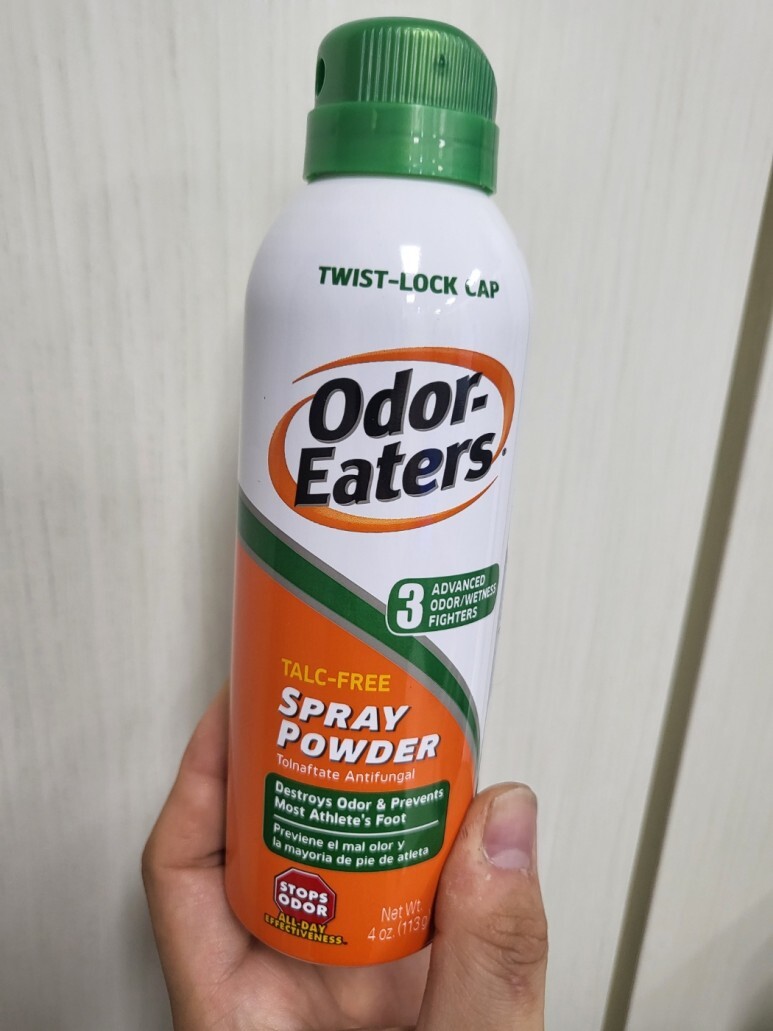 TWIST-LOCK CAP
Odor-
Eaters
3 ADVANCED
ODOR/WETNESS
FIGHTERS
TALC-FREE
SPRAY
POWDER
Tolnaftate Antifungal
Destroys Odor & Prevents
Most Athlete's Foot
Previene el mal olor y
la mayoria de pie de atleta
STOPS
ODOR
ALL-DAY
EFFECTIVENESS™
Net Wt.
4 oz. (113g)